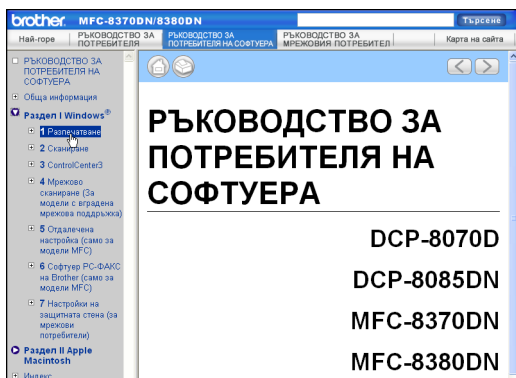 brother. MFC-8370DN/8380DN
Търсене
Най-горе
РЪКОВОДСТВО ЗА
ПОТРЕБИТЕЛЯ
РЪКОВОДСТВО ЗА
ПОТРЕБИТЕЛЯ НА СОФТУЕРА
РЪКОВОДСТВО ЗА
МРЕЖОВИЯ ПОТРЕБИТЕЛ
Карта на сайта
РЪКОВОДСТВО ЗА
ПОТРЕБИТЕЛЯ НА
СОФТУЕРА
Обща информация
Раздел I Windows®
1 Разпечатване
2 Сканиране
3 ControlCenter3
4 Мрежово
сканиране (За
модели с вградена
мрежова поддръжка)
5 Отдалечена
настройка (само за
модели MFC)
6 Софтуер PC-ФАКС
на Brother (само за
модели MFC)
7 Настройки на
защитната стена (за
мрежови
потребители)
Раздел II Apple
Macintosh
Индекс
РЪКОВОДСТВО ЗА
ПОТРЕБИТЕЛЯ НА
СОФТУЕРА
DCP-8070D
DCP-8085DN
MFC-8370DN
MFC-8380DN